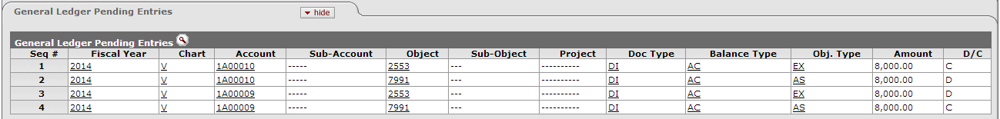 General Ledger Pending Entries
hide
General Ledger Pending Entries
Seq # Fiscal Year Chart Account Sub-Account Object Sub-Object Project Doc Type Balance Type Obj. Type Amount D/C
1 2014 V 1A00010 ----- 2553 --- ---------- DI AC EX 8,000.00 C
2 2014 V 1A00010 ----- 7991 --- ---------- DI AC AS 8,000.00 D
3 2014 V 1A00009 ----- 2553 --- ---------- DI AC EX 8,000.00 D
4 2014 V 1A00009 ----- 7991 --- ---------- DI AC AS 8,000.00 C